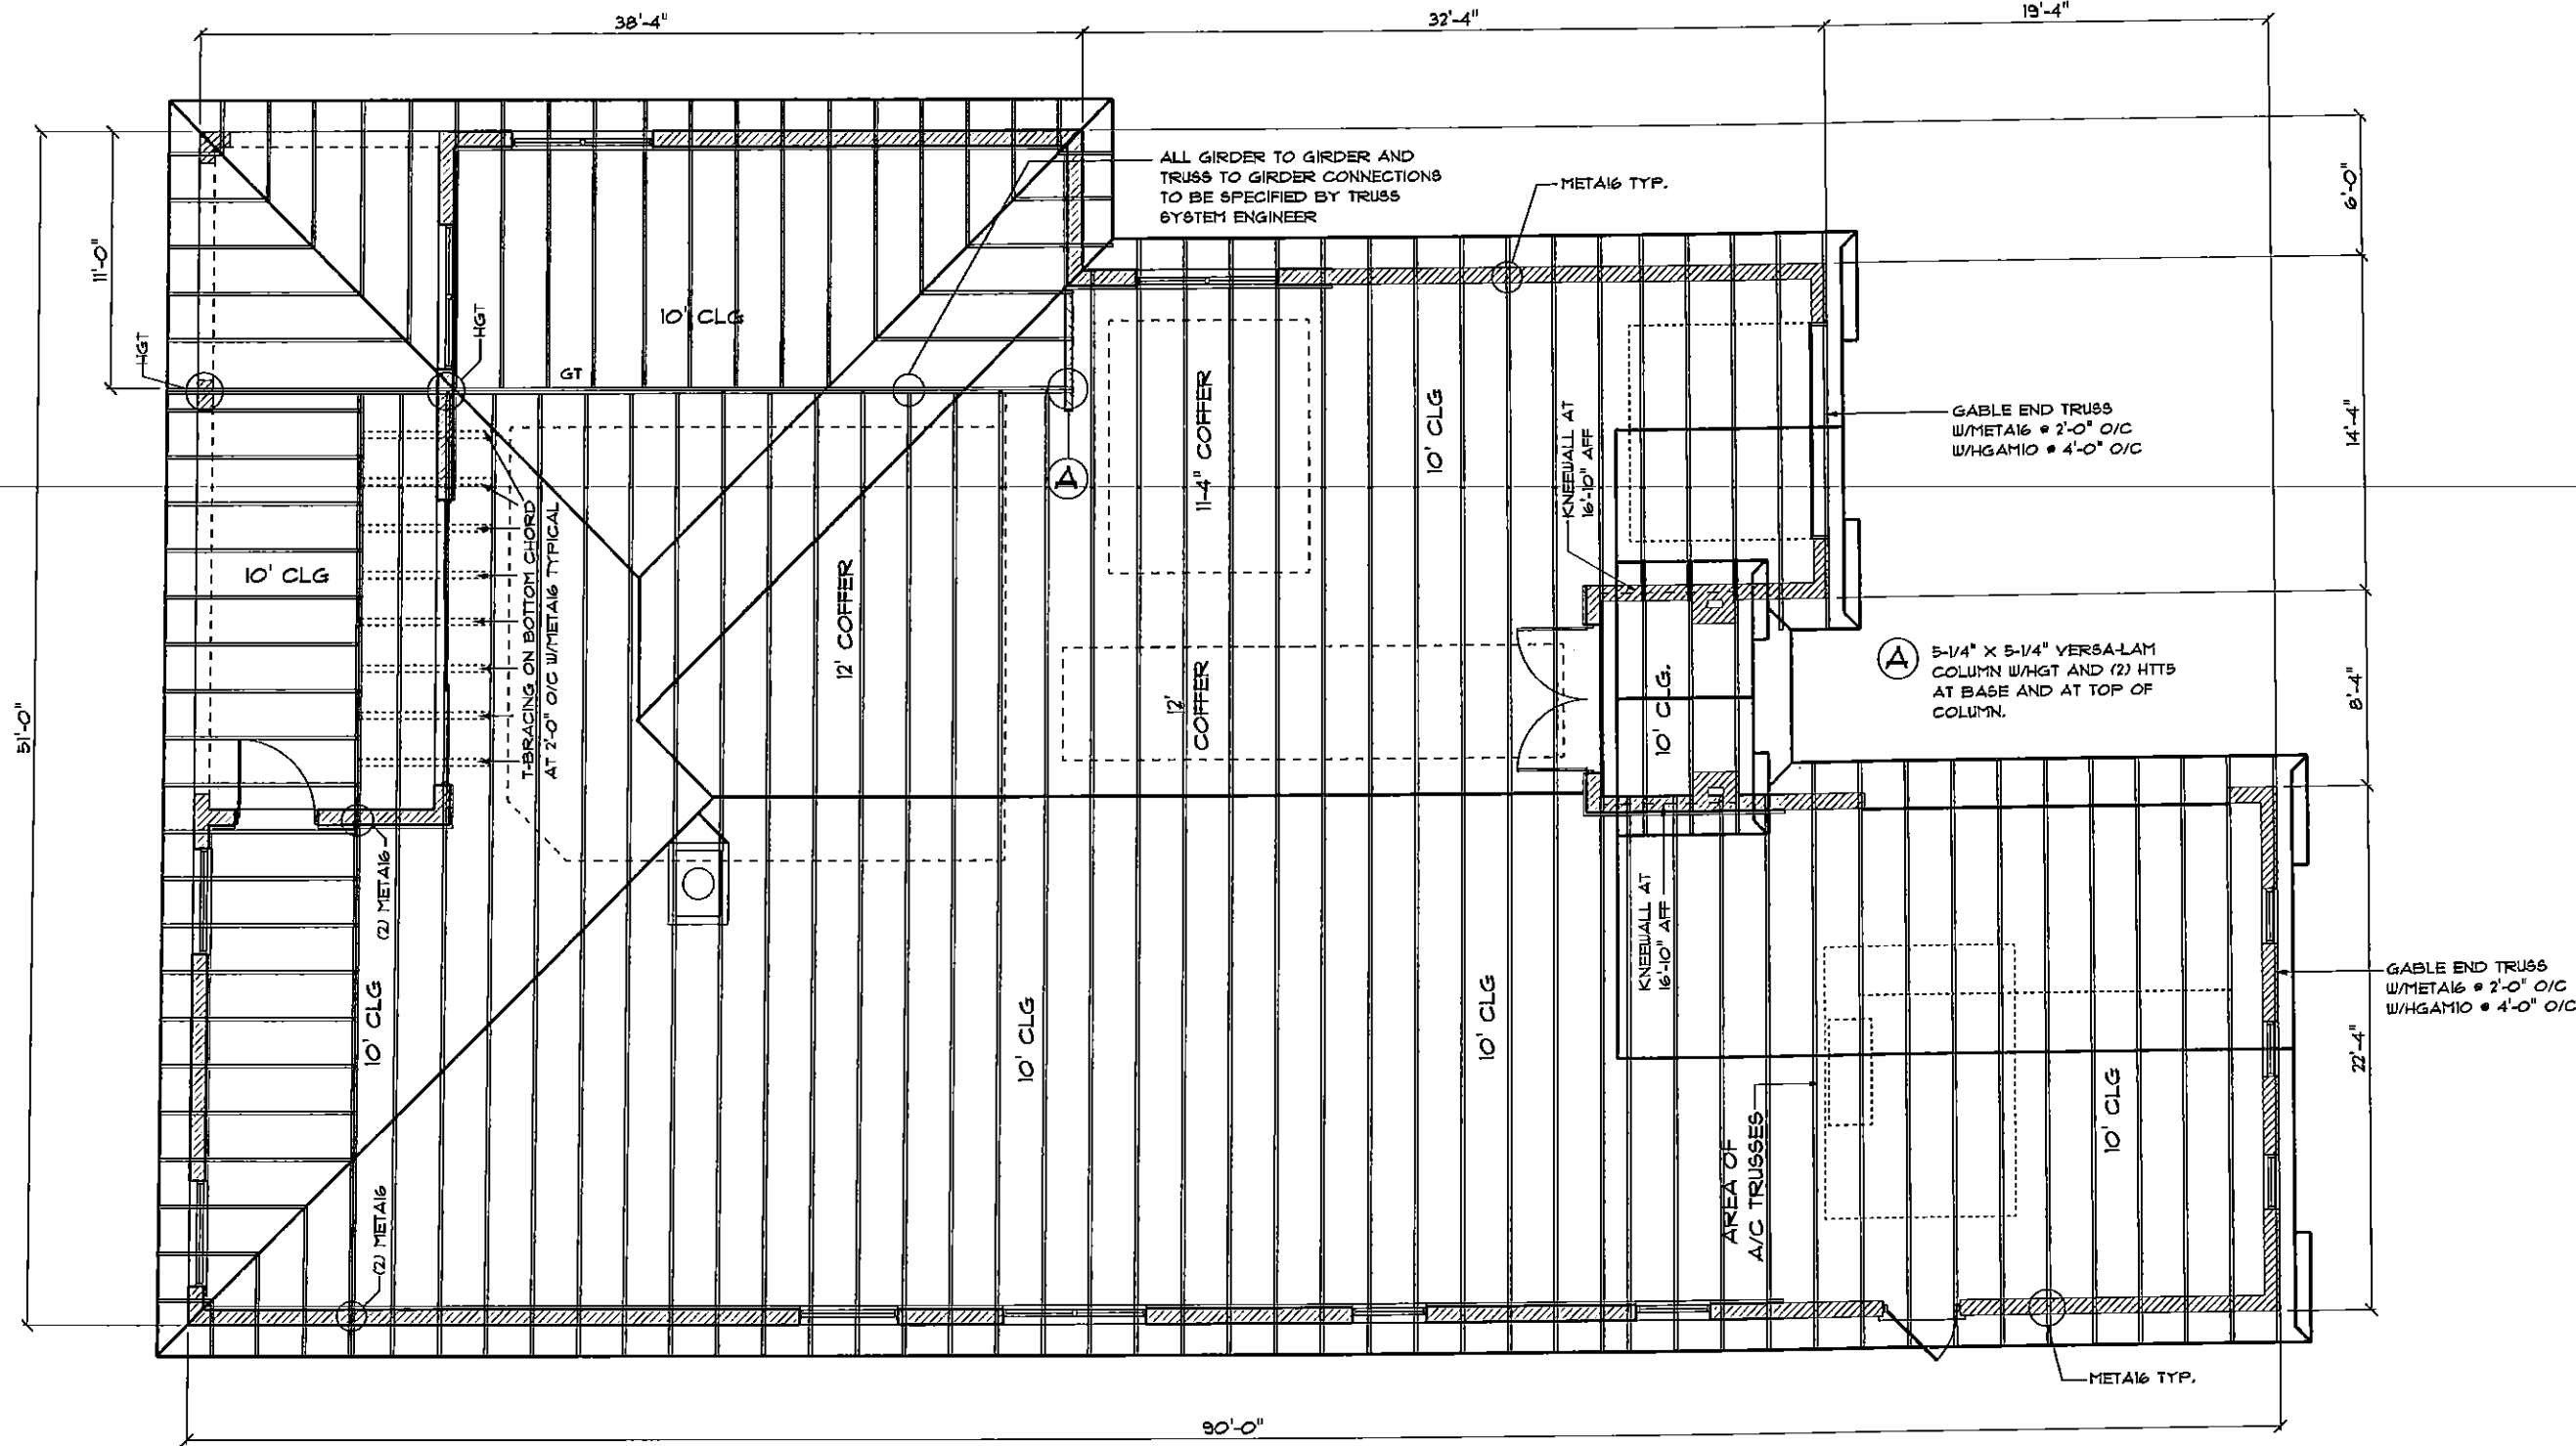 38'-4"
32'-4"
19'-4"
6'-0"
14'-4"
8'-4"
22'-4"
51'-0"
11'-0"
90'-0"
ALL GIRDER TO GIRDER AND
TRUSS TO GIRDER CONNECTIONS
TO BE SPECIFIED BY TRUSS
SYSTEM ENGINEER
META16 TYP.
HGT
HGT
10' CLG
GT
A
11'-4" COFFER
10' CLG
KNEEWALL AT
16'-10" AFF
GABLE END TRUSS
W/META16 @ 2'-0" O/C
W/HGAM10 @ 4'-0" O/C
10' CLG
T-BRACING ON BOTTOM CHORD
AT 2'-0" O/C W/META16 TYPICAL
12' COFFER
12'
COFFER
10' CLG.
A
5-1/4" X 5-1/4" VERSA-LAM
COLUMN W/HGT AND (2) HTT5
AT BASE AND AT TOP OF
COLUMN.
(2) META16
10' CLG
(2) META16
10' CLG
10' CLG
KNEEWALL AT
16'-10" AFF
AREA OF
A/C TRUSSES
10' CLG
GABLE END TRUSS
W/META16 @ 2'-0" O/C
W/HGAM10 @ 4'-0" O/C
META16 TYP.